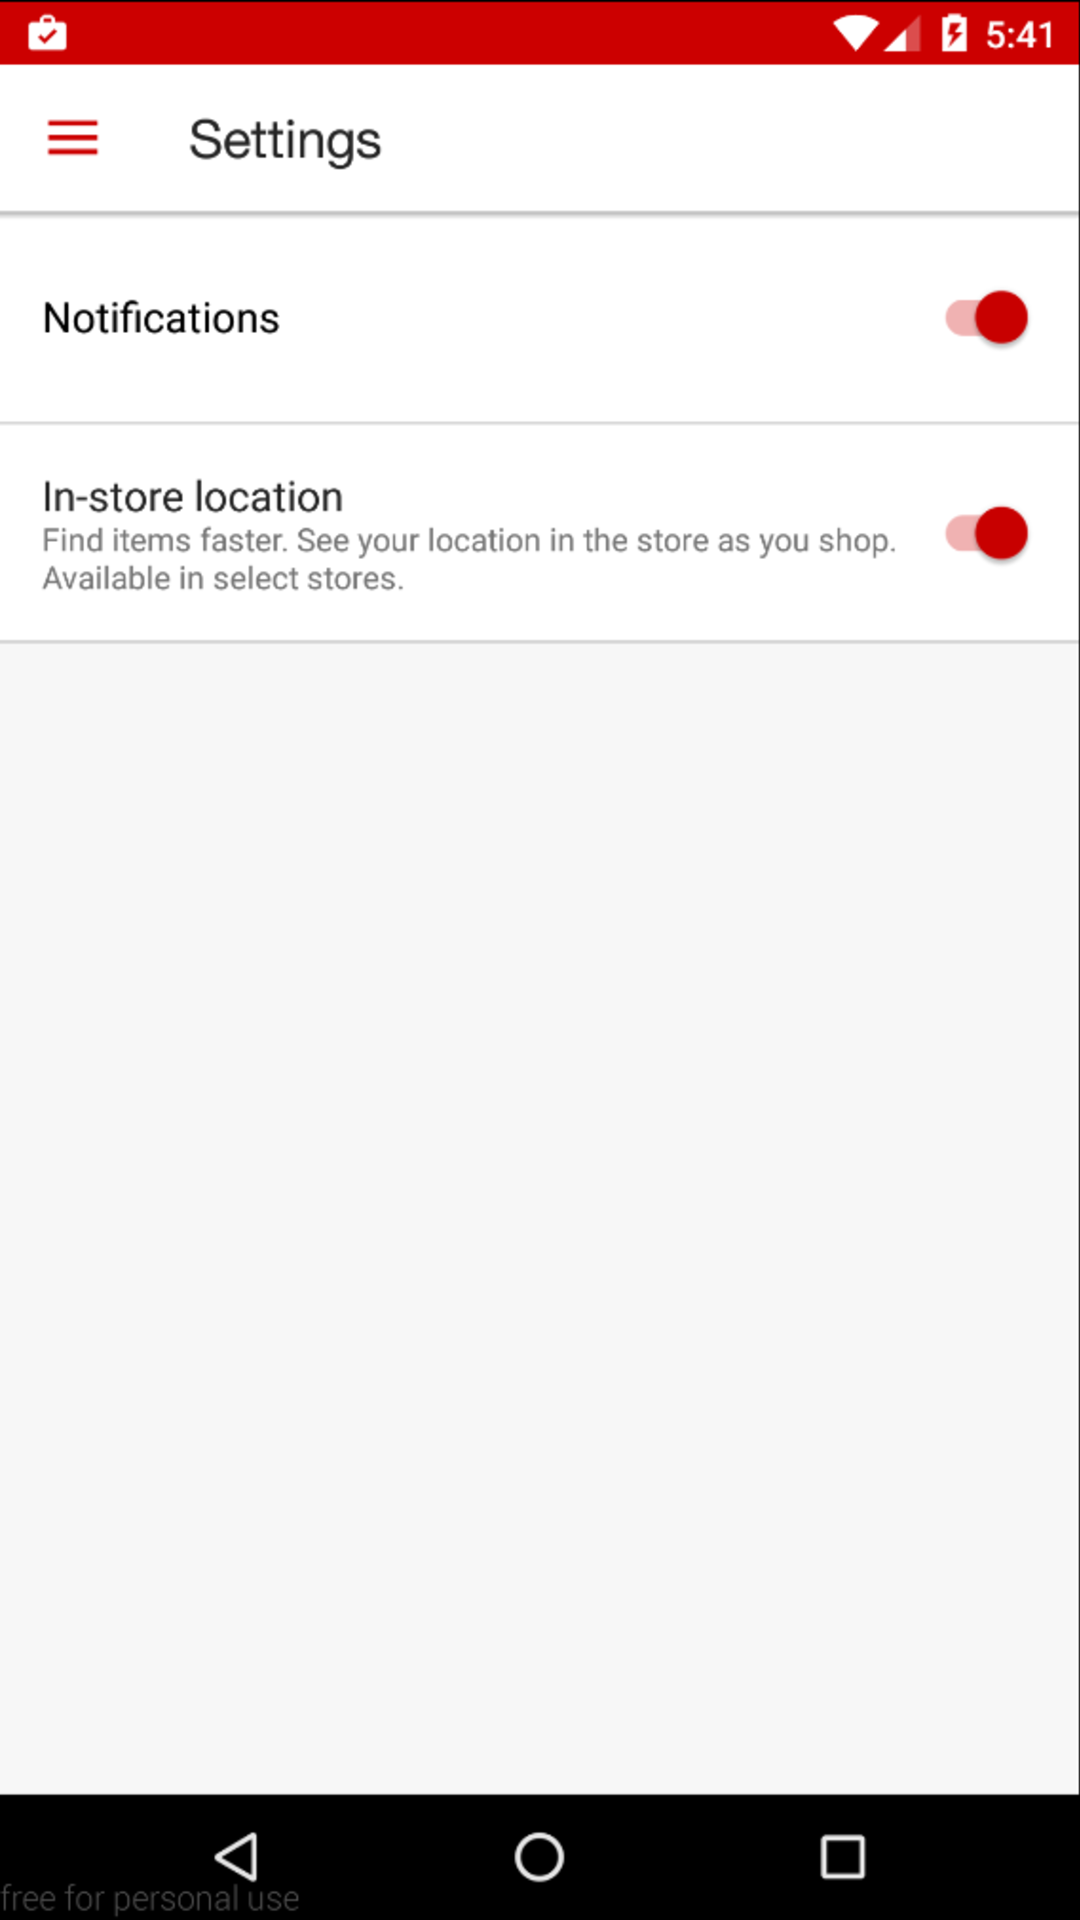 5:41
Settings
Notifications
In-store location
Find items faster. See your location in the store as you shop.
Available in select stores.
free for personal use